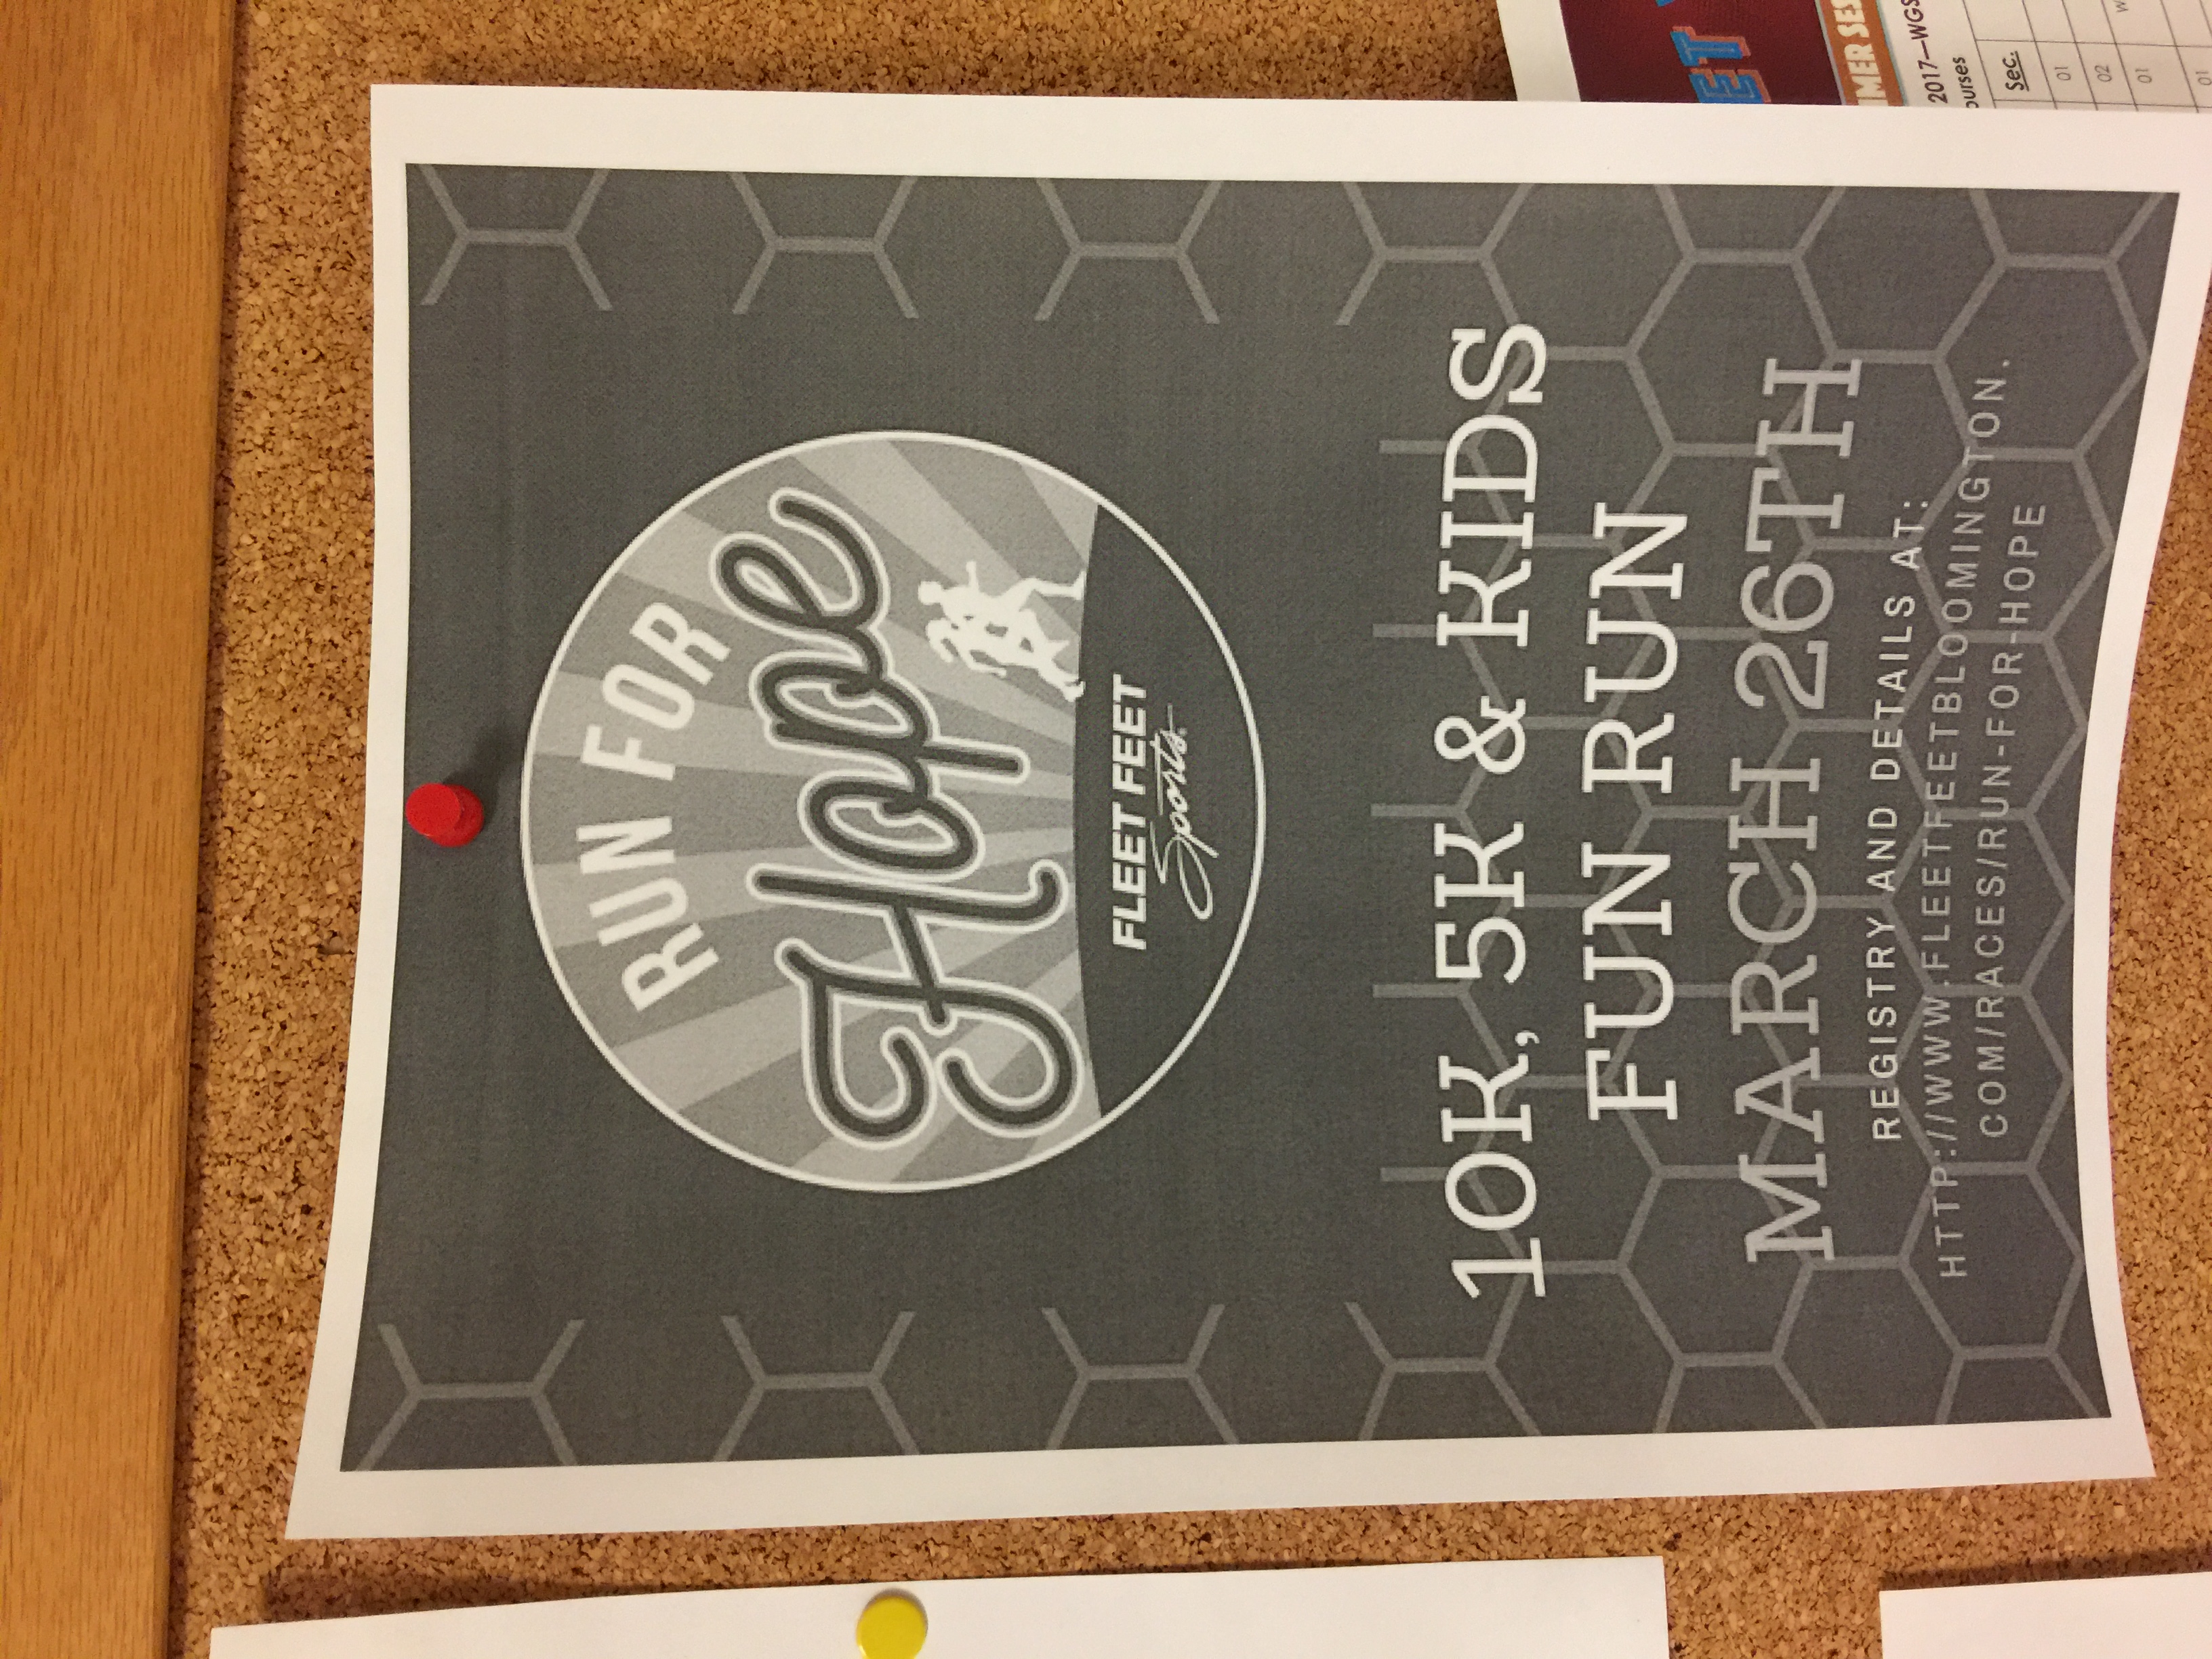 RUN FOR
Hope
FLEET FEET
Sports
10K, 5K & KIDS
FUN RUN
MARCH 26TH
REGISTRY AND DETAILS AT:
HTTP://WWW.FLEETFEETBLOOMINGTON.
COM/RACES/RUN-FOR-HOPE
ET
MER SES
2017—WGS
ourses
Sec.
01
02
01
01